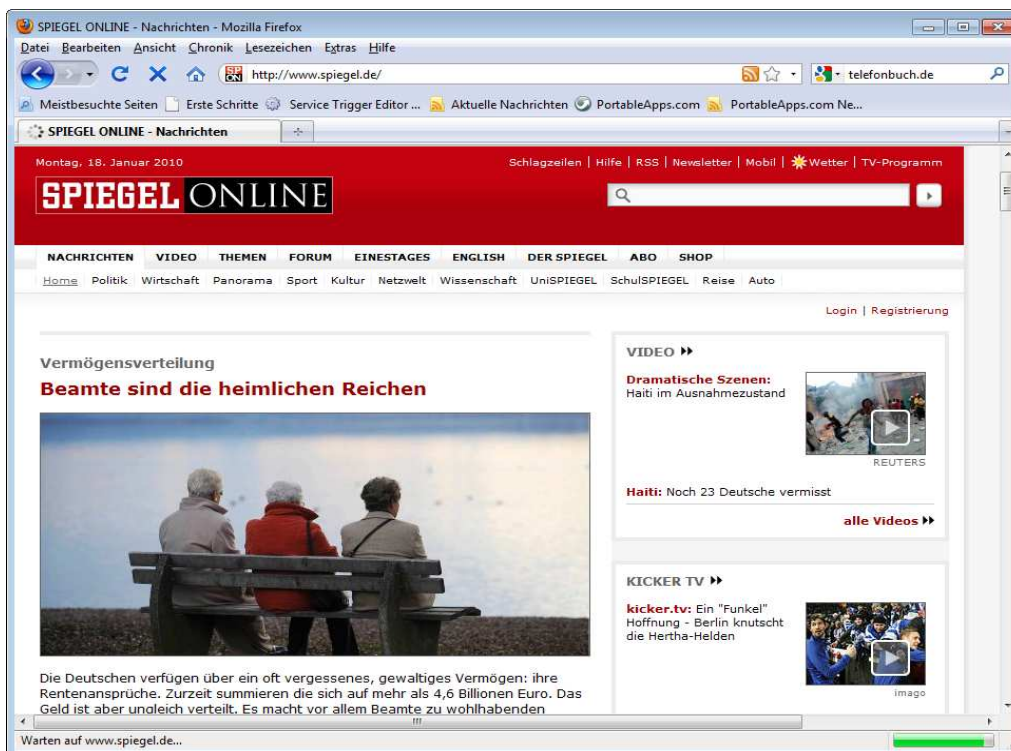 SPIEGEL ONLINE - Nachrichten - Mozilla Firefox
Datei Bearbeiten Ansicht Chronik Lesezeichen Extras Hilfe
SP ON http://www.spiegel.de/ telefonbuch.de
Meistbesuchte Seiten Erste Schritte Service Trigger Editor ... Aktuelle Nachrichten PortableApps.com PortableApps.com Ne...
SPIEGEL ONLINE - Nachrichten
Montag, 18. Januar 2010 Schlagzeilen | Hilfe | RSS | Newsletter | Mobil | Wetter | TV-Programm
SPIEGEL ONLINE
NACHRICHTEN VIDEO THEMEN FORUM EINESTAGES ENGLISH DER SPIEGEL ABO SHOP
Home Politik Wirtschaft Panorama Sport Kultur Netzwelt Wissenschaft UniSPIEGEL SchulSPIEGEL Reise Auto
Login | Registrierung
Vermögensverteilung
Beamte sind die heimlichen Reichen
Die Deutschen verfügen über ein oft vergessenes, gewaltiges Vermögen: ihre
Rentenansprüche. Zurzeit summieren die sich auf mehr als 4,6 Billionen Euro. Das
Geld ist aber ungleich verteilt. Es macht vor allem Beamte zu wohlhabenden
VIDEO
Dramatische Szenen:
Haiti im Ausnahmezustand
REUTERS
Haiti: Noch 23 Deutsche vermisst
alle Videos
KICKER TV
kicker.tv: Ein "Funkel"
Hoffnung - Berlin knutscht
die Hertha-Helden
imago
Warten auf www.spiegel.de...